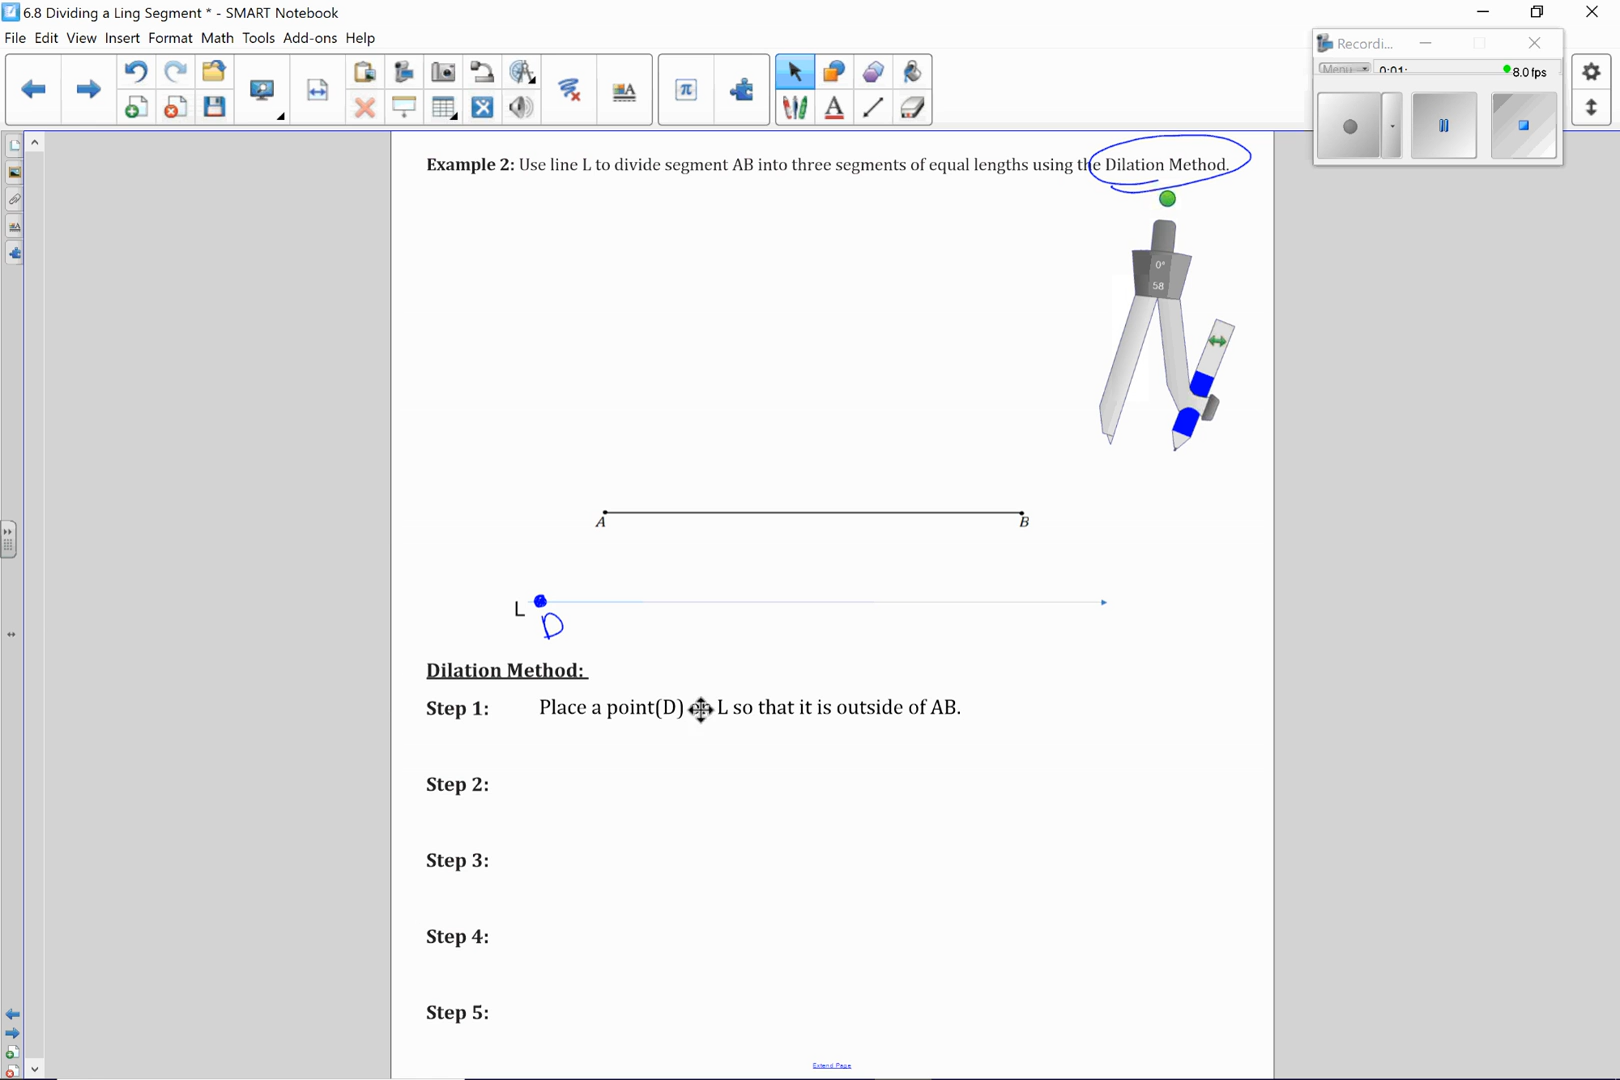 6.8 Dividing a Ling Segment * - SMART Notebook
File Edit View Insert Format Math Tools Add-ons Help
Recordi...
0:01:
8.0 fps
Example 2: Use line L to divide segment AB into three segments of equal lengths using the Dilation Method.
0°
58
A
B
L
D
Dilation Method:
Step 1: Place a point(D) on L so that it is outside of AB.
Step 2:
Step 3:
Step 4:
Step 5:
Extend Page